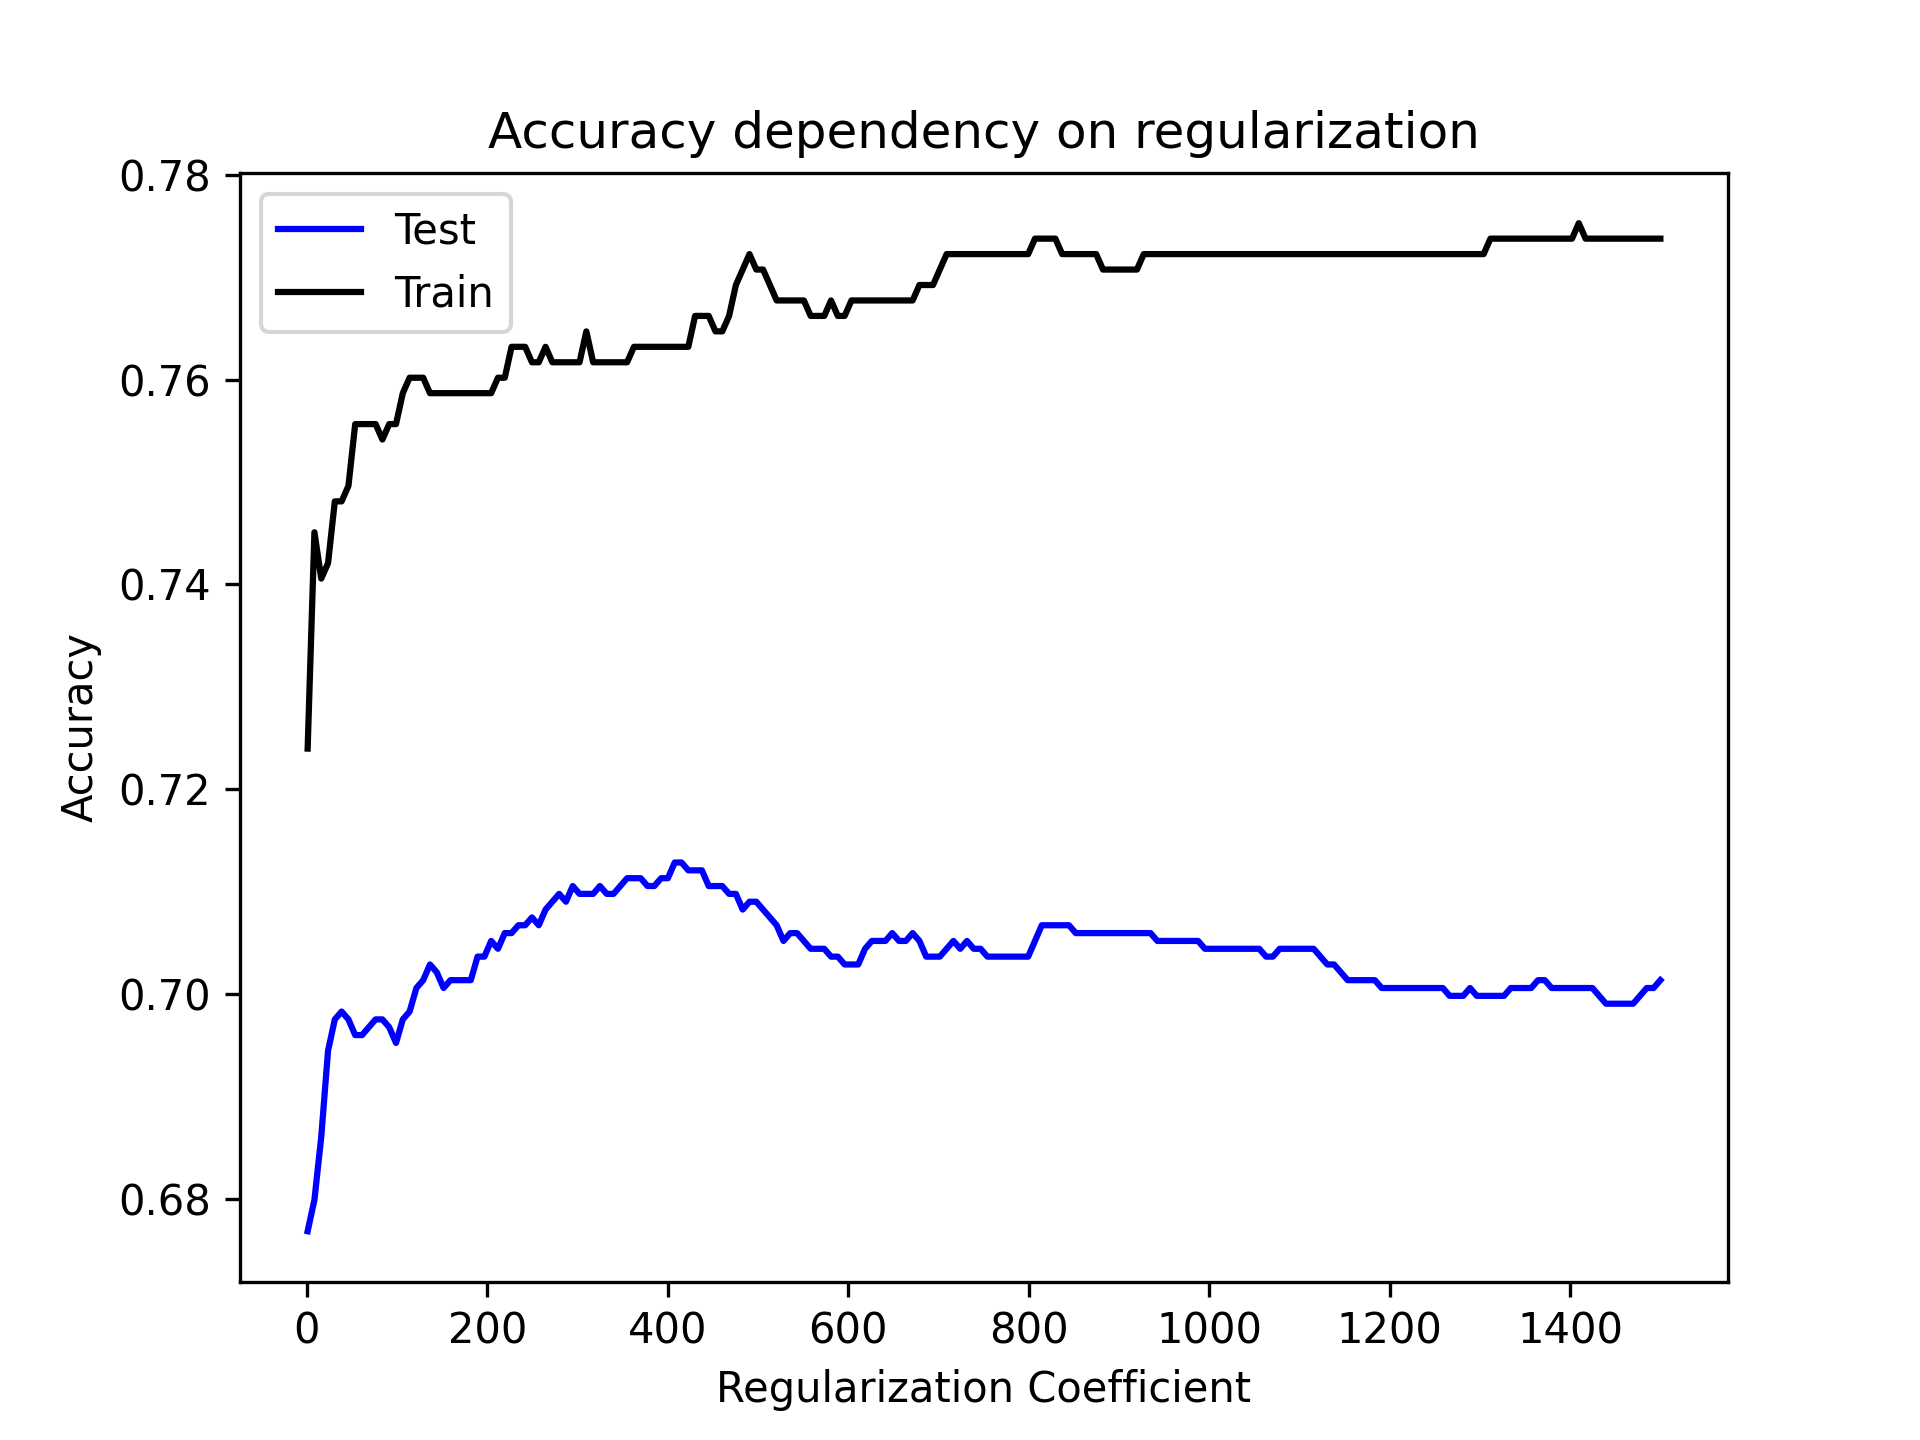 Accuracy dependency on regularization
Test
Train
0.78
0.76
0.74
0.72
0.70
0.68
Accuracy
0 200 400 600 800 1000 1200 1400
Regularization Coefficient